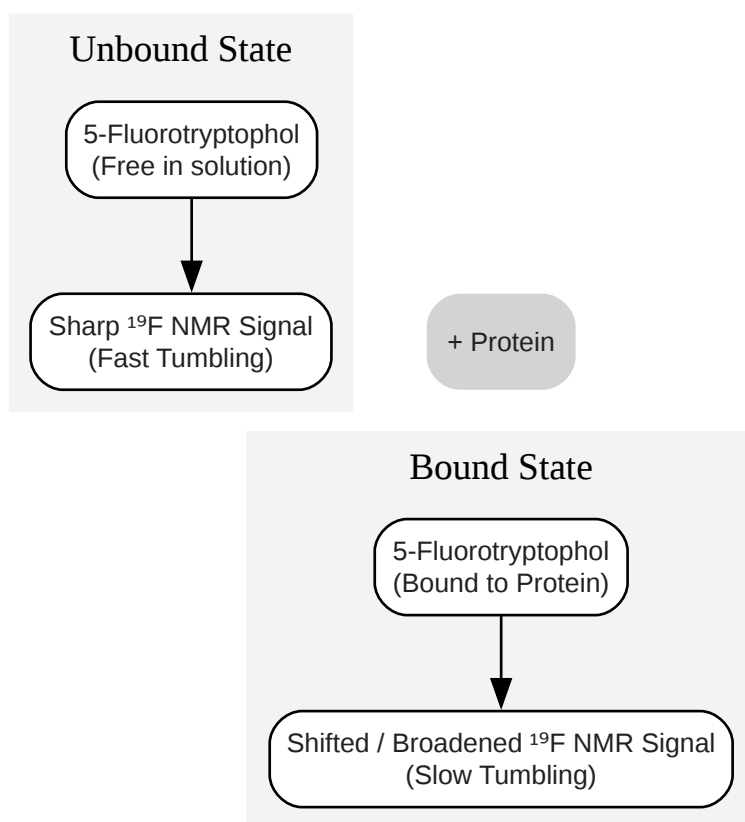 Unbound State
5-Fluorotryptophol
(Free in solution)
Sharp ¹⁹F NMR Signal
(Fast Tumbling)
+ Protein
Bound State
5-Fluorotryptophol
(Bound to Protein)
Shifted / Broadened ¹⁹F NMR Signal
(Slow Tumbling)